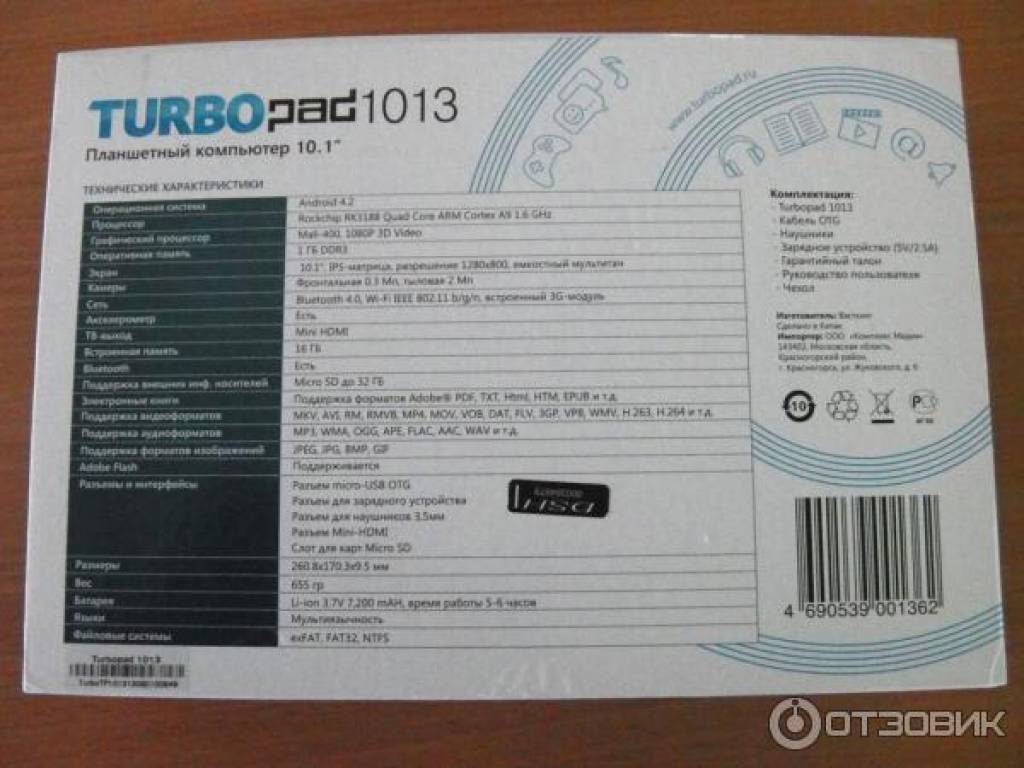 TURBOpad1013
Планшетный компьютер 10.1"
www.turbopad.ru
ТЕХНИЧЕСКИЕ ХАРАКТЕРИСТИКИ
Операционная система Android 4.2
Процессор Rockchip RK3188 Quad Core ARM Cortex A9 1.6 GHz
Графический процессор Mali-400, 1080P 3D Video
Оперативная память 1 ГБ DDR3
Экран 10.1", IPS-матрица, разрешение 1280x800, емкостный мультитач
Камеры Фронтальная 0.3 Мп, тыловая 2 Мп
Сеть Bluetooth 4.0, Wi-Fi IEEE 802.11 b/g/n, встроенный 3G-модуль
Акселерометр Есть
ТВ-выход Mini HDMI
Встроенная память 16 ГБ
Bluetooth Есть
Поддержка внешних инф. носителей Micro SD до 32 ГБ
Электронные книги Поддержка форматов Adobe® PDF, TXT, Html, HTM, EPUB и т.д.
Поддержка видеоформатов MKV, AVI, RM, RMVB, MP4, MOV, VOB, DAT, FLV, 3GP, VP8, WMV, H.263, H.264 и т.д.
Поддержка аудиоформатов MP3, WMA, OGG, APE, FLAC, AAC, WAV и т.д.
Поддержка форматов изображений JPEG, JPG, BMP, GIF
Adobe Flash Поддерживается
Разъемы и интерфейсы Разъем micro-USB OTG
Разъем для зарядного устройства
Разъем для наушников 3,5мм
Разъем Mini-HDMI
Слот для карт Micro SD
DSH
Размеры 260.8x170.3x9.5 мм
Вес 655 гр
Батарея Li-ion 3.7V 7,200 mAH, время работы 5-6 часов
Языки Мультиязычность
Файловые системы exFAT, FAT32, NTFS
Комплектация:
- Turbopad 1013
- Кабель OTG
- Наушники
- Зарядное устройство (5V/2.5A)
- Гарантийный талон
- Руководство пользователя
- Чехол
Изготовитель:
Сделано в Китае
Импортер: ООО «Комплекс Медиа»
143402, Московская область,
Красногорский район,
г. Красногорск, ул. Жуковского, д. 6
10
4 690539 001362
Turbopad 1013
ОТЗОВИК